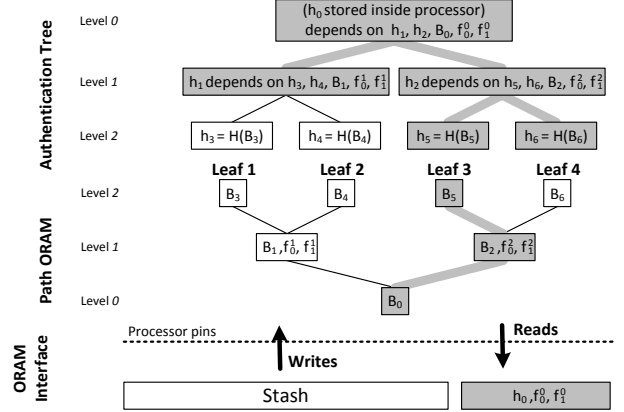 Authentication Tree
Level 0
(h₀ stored inside processor)
depends on h₁, h₂, B₀, f₀⁰, f₁⁰
Level 1
h₁ depends on h₃, h₄, B₁, f₀¹, f₁¹
h₂ depends on h₅, h₆, B₂, f₀², f₁²
Level 2
h₃ = H(B₃)
h₄ = H(B₄)
h₅ = H(B₅)
h₆ = H(B₆)
Leaf 1
Leaf 2
Leaf 3
Leaf 4
Path ORAM
Level 2
B₃
B₄
B₅
B₆
Level 1
B₁, f₀¹, f₁¹
B₂, f₀², f₁²
Level 0
B₀
Processor pins
Writes
Reads
ORAM
Interface
Stash
h₀, f₀⁰, f₁⁰